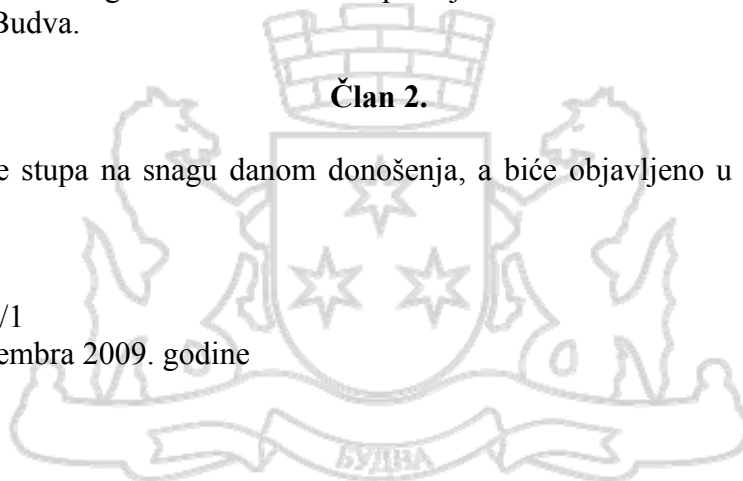 Budva.
Član 2.
e stupa na snagu danom donošenja, a biće objavljeno u
/1
embra 2009. godine
БУДВА